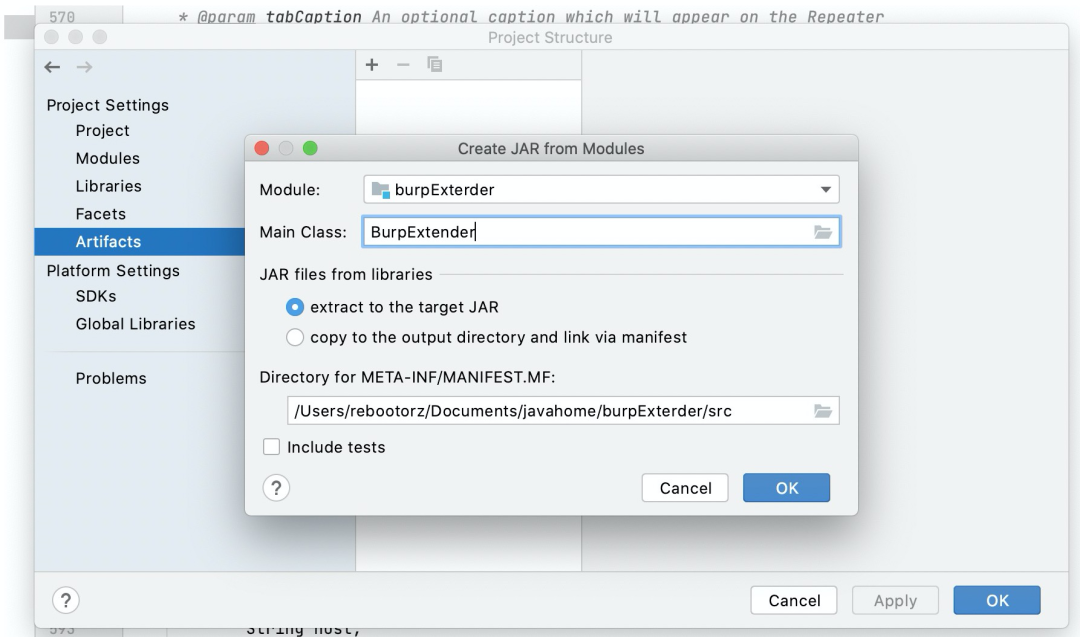 570 * @param tabCaption An optional caption which will appear on the Repeater
Project Structure
Project Settings
Project
Modules
Libraries
Facets
Artifacts
Platform Settings
SDKs
Global Libraries
Problems
Create JAR from Modules
Module: burpExterder
Main Class: BurpExtender
JAR files from libraries
extract to the target JAR
copy to the output directory and link via manifest
Directory for META-INF/MANIFEST.MF:
/Users/rebootorz/Documents/javahome/burpExterder/src
Include tests
? Cancel OK
? Cancel Apply OK
593 String host,